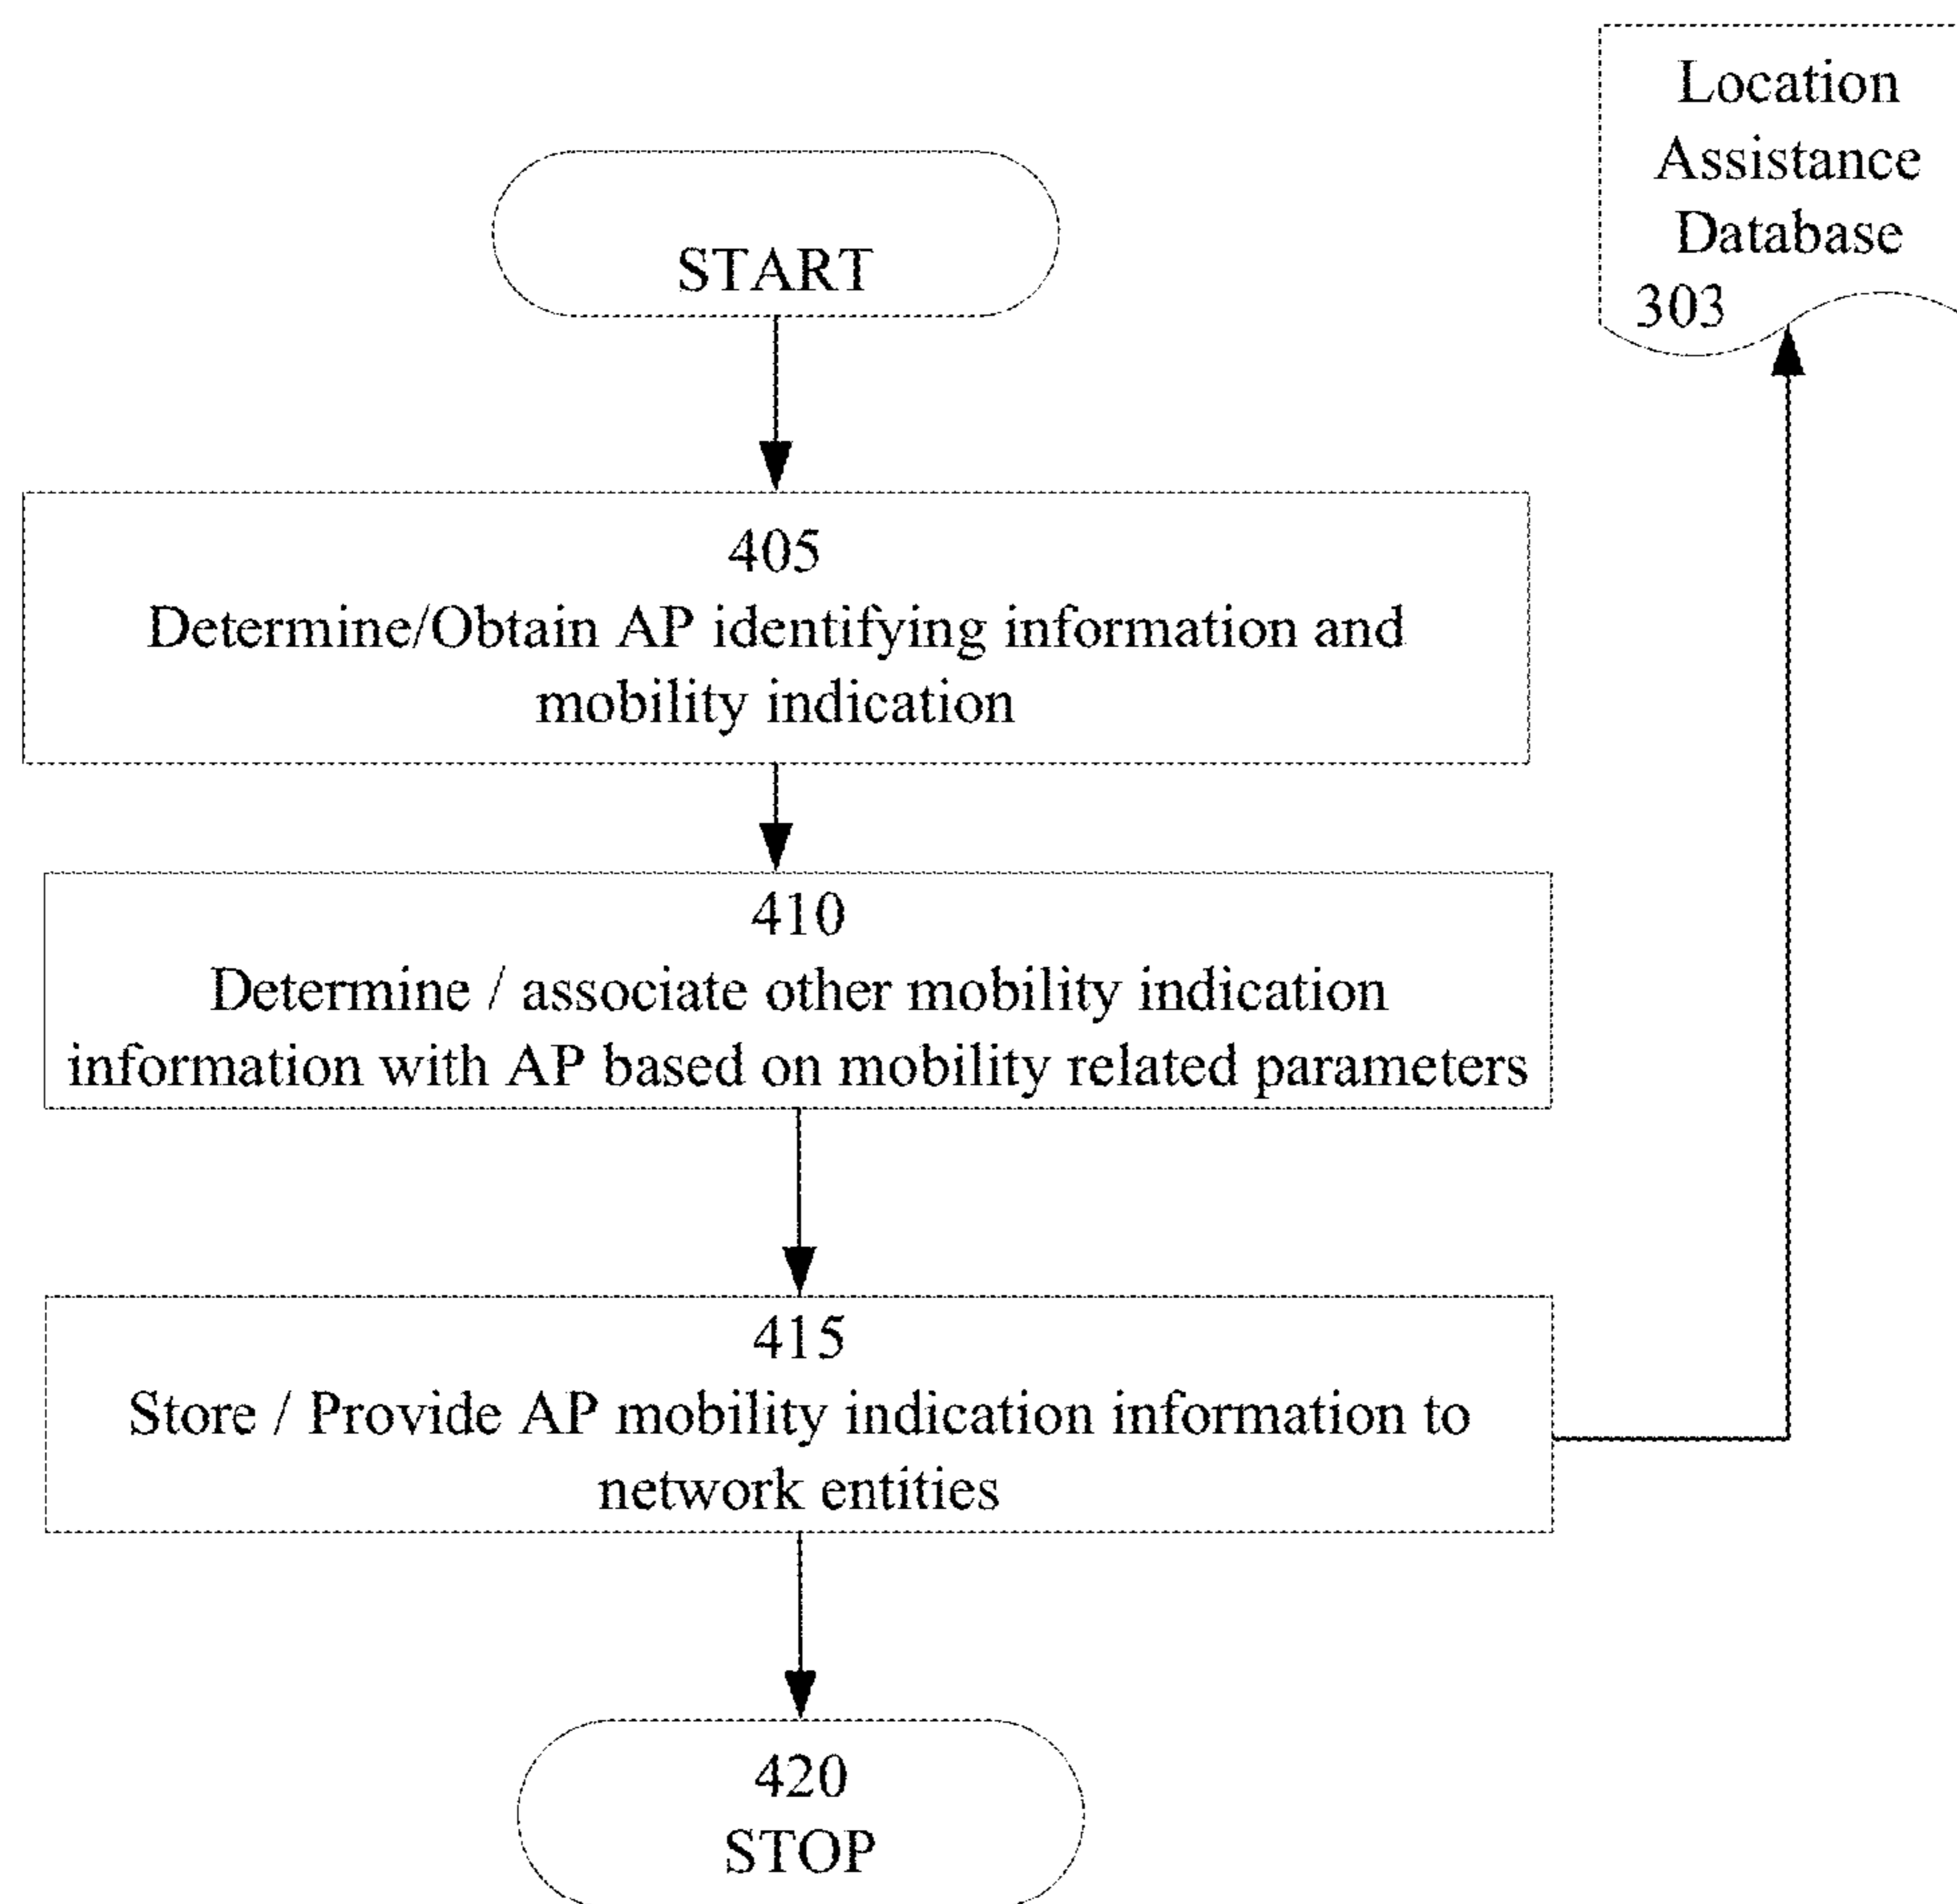 Location
Assistance
Database
303
START
405
Determine/Obtain AP identifying information and
mobility indication
410
Determine / associate other mobility indication
information with AP based on mobility related parameters
415
Store / Provide AP mobility indication information to
network entities
420
STOP